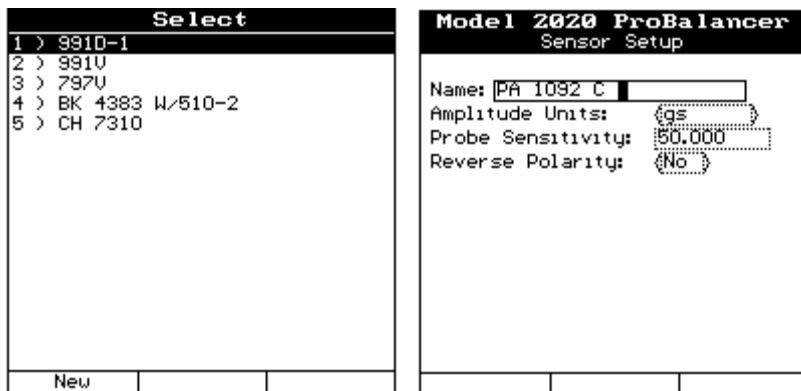 Select
1 ) 991D-1
2 ) 991V
3 ) 797V
4 ) BK 4383 W/510-2
5 ) CH 7310
New
Model 2020 ProBalancer
Sensor Setup
Name: PA 1092 C
Amplitude Units: (gs )
Probe Sensitivity: 50.000
Reverse Polarity: (No )